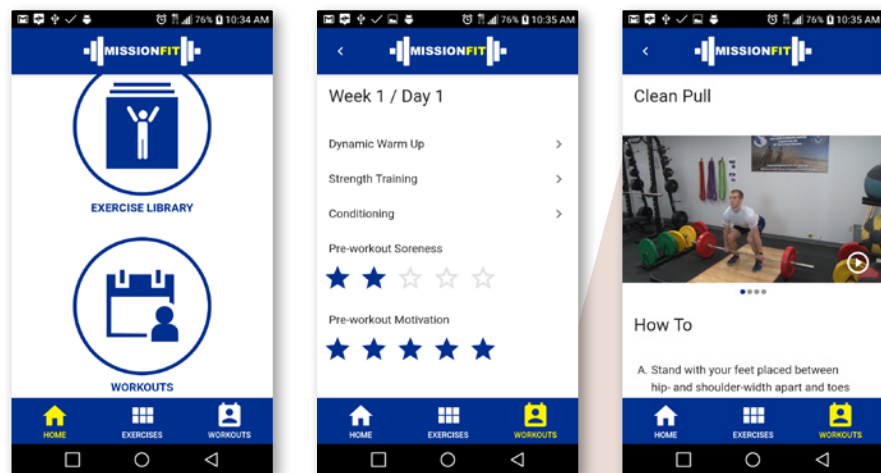 76% 10:34 AM
MISSIONFIT
EXERCISE LIBRARY
WORKOUTS
HOME
EXERCISES
WORKOUTS
76% 10:35 AM
MISSIONFIT
Week 1 / Day 1
Dynamic Warm Up
Strength Training
Conditioning
Pre-workout Soreness
Pre-workout Motivation
HOME
EXERCISES
WORKOUTS
76% 10:35 AM
MISSIONFIT
Clean Pull
How To
A. Stand with your feet placed between
hip- and shoulder-width apart and toes
HOME
EXERCISES
WORKOUTS